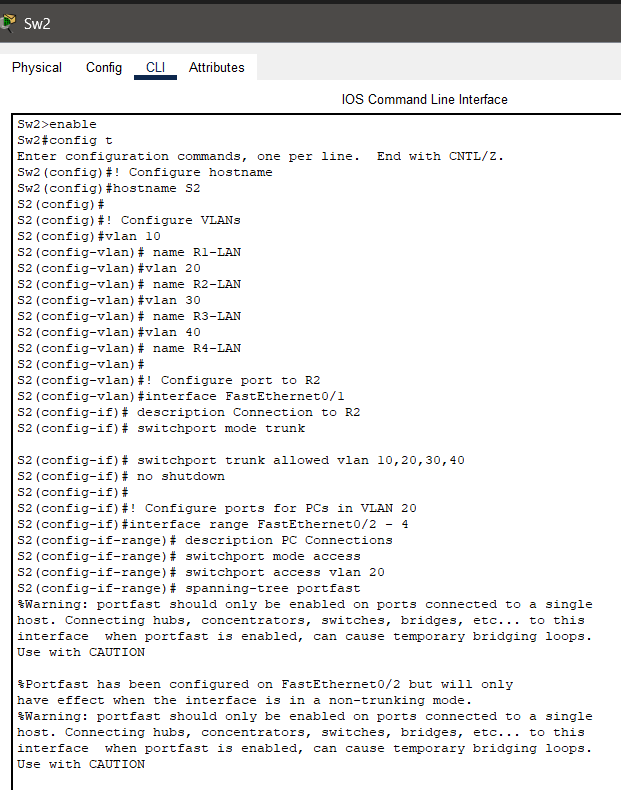 Sw2
Physical Config CLI Attributes
IOS Command Line Interface
Sw2>enable
Sw2#config t
Enter configuration commands, one per line.  End with CNTL/Z.
Sw2(config)#! Configure hostname
Sw2(config)#hostname S2
S2(config)#
S2(config)#! Configure VLANs
S2(config)#vlan 10
S2(config-vlan)# name R1-LAN
S2(config-vlan)#vlan 20
S2(config-vlan)# name R2-LAN
S2(config-vlan)#vlan 30
S2(config-vlan)# name R3-LAN
S2(config-vlan)#vlan 40
S2(config-vlan)# name R4-LAN
S2(config-vlan)#
S2(config-vlan)#! Configure port to R2
S2(config-vlan)#interface FastEthernet0/1
S2(config-if)# description Connection to R2
S2(config-if)# switchport mode trunk
S2(config-if)# switchport trunk allowed vlan 10,20,30,40
S2(config-if)# no shutdown
S2(config-if)#
S2(config-if)#! Configure ports for PCs in VLAN 20
S2(config-if)#interface range FastEthernet0/2 - 4
S2(config-if-range)# description PC Connections
S2(config-if-range)# switchport mode access
S2(config-if-range)# switchport access vlan 20
S2(config-if-range)# spanning-tree portfast
%Warning: portfast should only be enabled on ports connected to a single
host. Connecting hubs, concentrators, switches, bridges, etc... to this
interface  when portfast is enabled, can cause temporary bridging loops.
Use with CAUTION
%Portfast has been configured on FastEthernet0/2 but will only
have effect when the interface is in a non-trunking mode.
%Warning: portfast should only be enabled on ports connected to a single
host. Connecting hubs, concentrators, switches, bridges, etc... to this
interface  when portfast is enabled, can cause temporary bridging loops.
Use with CAUTION